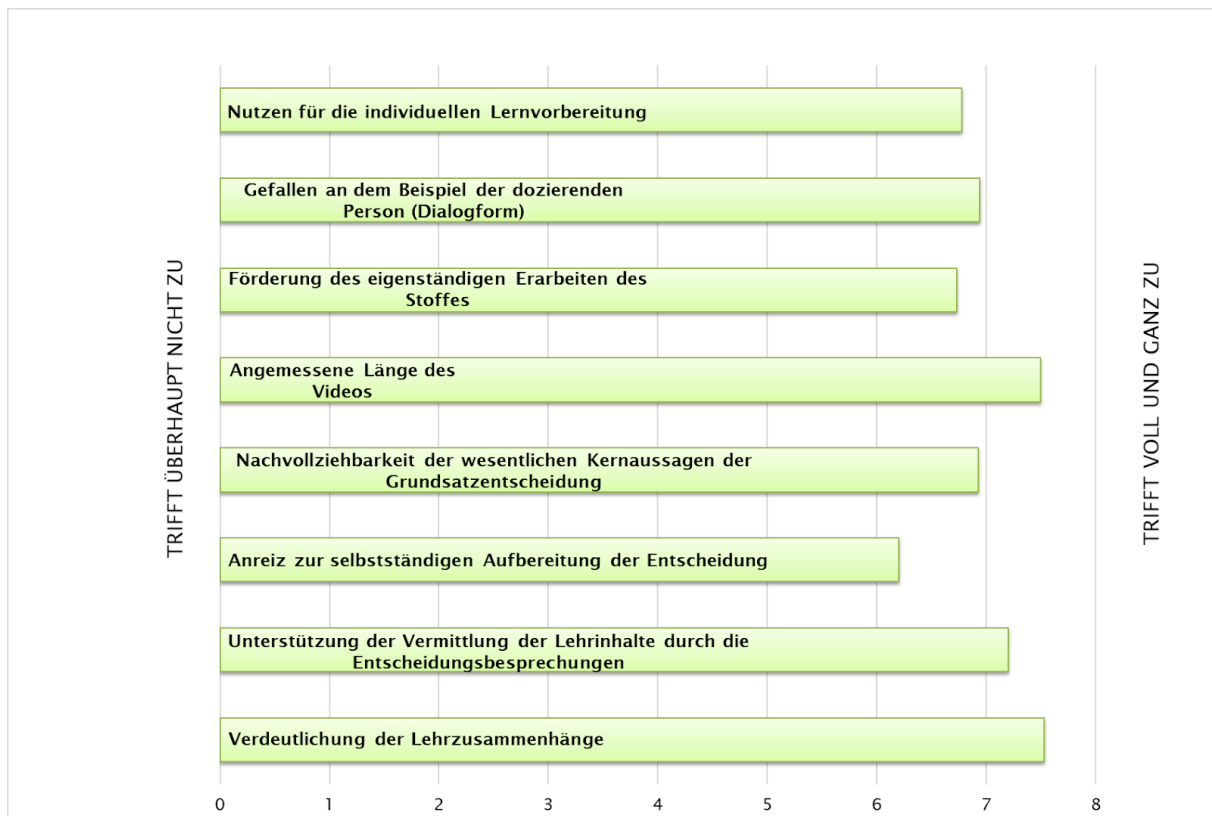 Nutzen für die individuellen Lernvorbereitung
Gefallen an dem Beispiel der dozierenden
Person (Dialogform)
Förderung des eigenständigen Erarbeiten des
Stoffes
Angemessene Länge des
Videos
Nachvollziehbarkeit der wesentlichen Kernaussagen der
Grundsatzentscheidung
Anreiz zur selbstständigen Aufbereitung der Entscheidung
Unterstützung der Vermittlung der Lehrinhalte durch die
Entscheidungsbesprechungen
Verdeutlichung der Lehrzusammenhänge
TRIFFT ÜBERHAUPT NICHT ZU
TRIFFT VOLL UND GANZ ZU
0 1 2 3 4 5 6 7 8